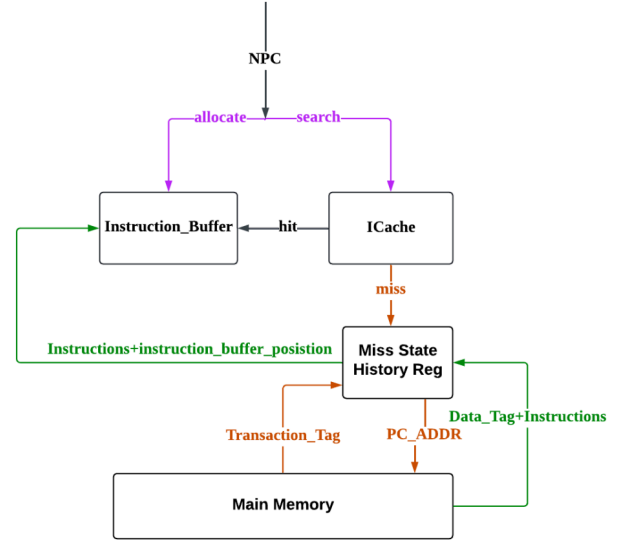 NPC
allocate
search
Instruction_Buffer
hit
ICache
miss
Instructions+instruction_buffer_posistion
Miss State
History Reg
Data_Tag+Instructions
Transaction_Tag
PC_ADDR
Main Memory